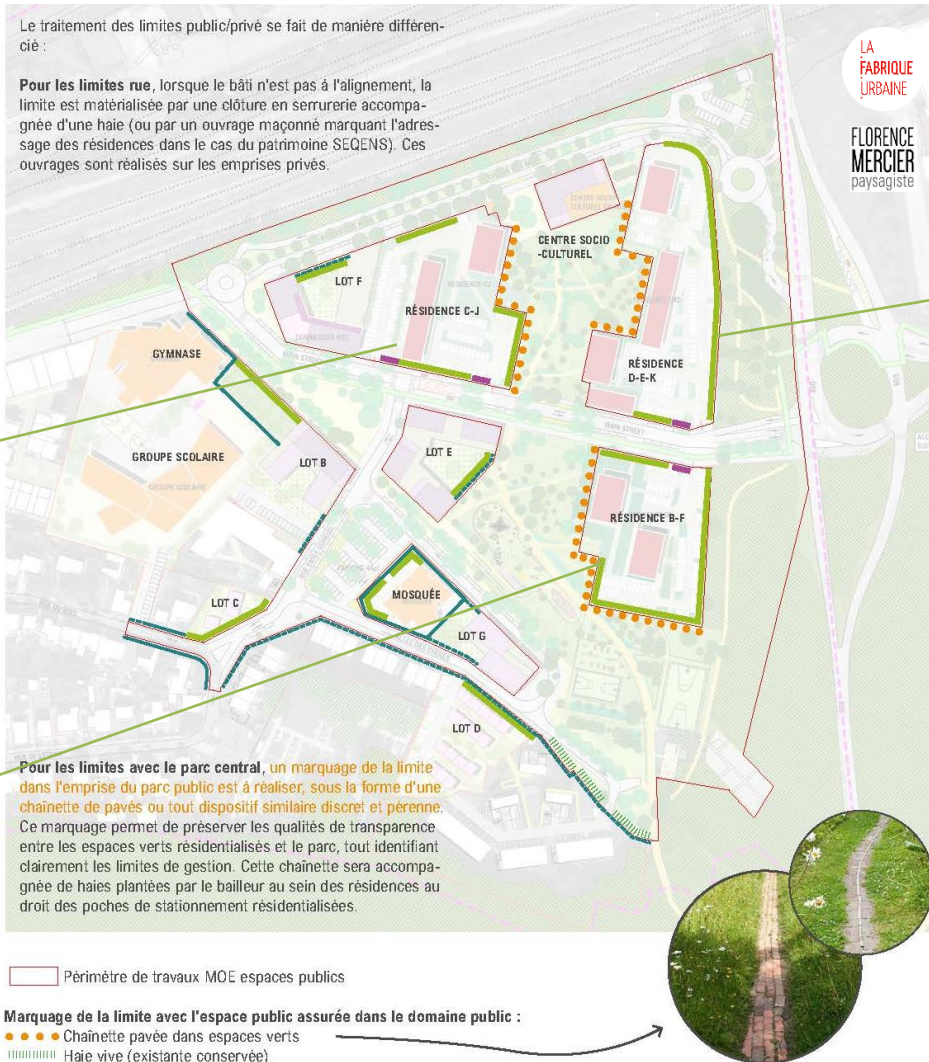 Le traitement des limites public/privé se fait de manière différen-
cié :
Pour les limites rue, lorsque le bâti n'est pas à l'alignement, la
limite est matérialisée par une clôture en serrurerie accompa-
gnée d'une haie (ou par un ouvrage maçonné marquant l'adres-
sage des résidences dans le cas du patrimoine SEQENS). Ces
ouvrages sont réalisés sur les emprises privés.
LA
FABRIQUE
URBAINE
FLORENCE
MERCIER
paysagiste
CENTRE SOCIO
-CULTUREL
LOT F
RÉSIDENCE C-J
GYMNASE
MAIN STREET
RÉSIDENCE
D-E-K
MAIN STREET
GROUPE SCOLAIRE
GROUPE SCOLAIRE
LOT B
LOT E
RÉSIDENCE B-F
MOSQUÉE
LOT C
LOT G
LOT D
Pour les limites avec le parc central, un marquage de la limite
dans l'emprise du parc public est à réaliser, sous la forme d'une
chaînette de pavés ou tout dispositif similaire discret et pérenne.
Ce marquage permet de préserver les qualités de transparence
entre les espaces verts résidentialisés et le parc, tout identifiant
clairement les limites de gestion. Cette chaînette sera accompa-
gnée de haies plantées par le bailleur au sein des résidences au
droit des poches de stationnement résidentialisées.
Périmètre de travaux MOE espaces publics
Marquage de la limite avec l'espace public assurée dans le domaine public :
Chaînette pavée dans espaces verts
Haie vive (existante conservée)